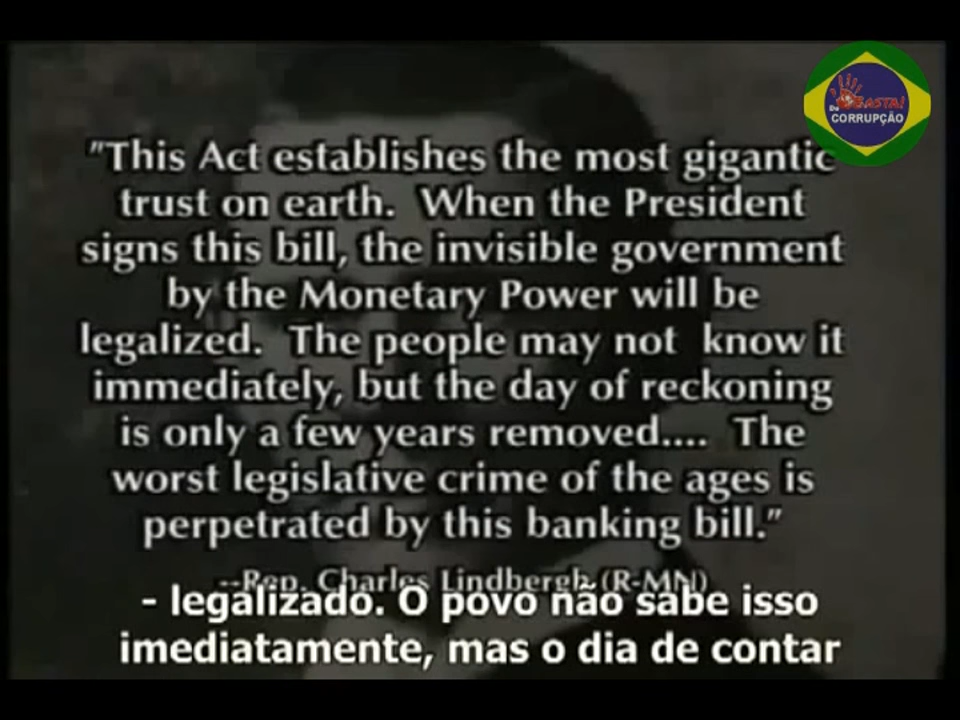 De BASTA!
CORRUPÇÃO
"This Act establishes the most gigantic
trust on earth. When the President
signs this bill, the invisible government
by the Monetary Power will be
legalized. The people may not know it
immediately, but the day of reckoning
is only a few years removed.... The
worst legislative crime of the ages is
perpetrated by this banking bill."
--Rep. Charles Lindbergh (R-MN)
- legalizado. O povo não sabe isso
imediatamente, mas o dia de contar